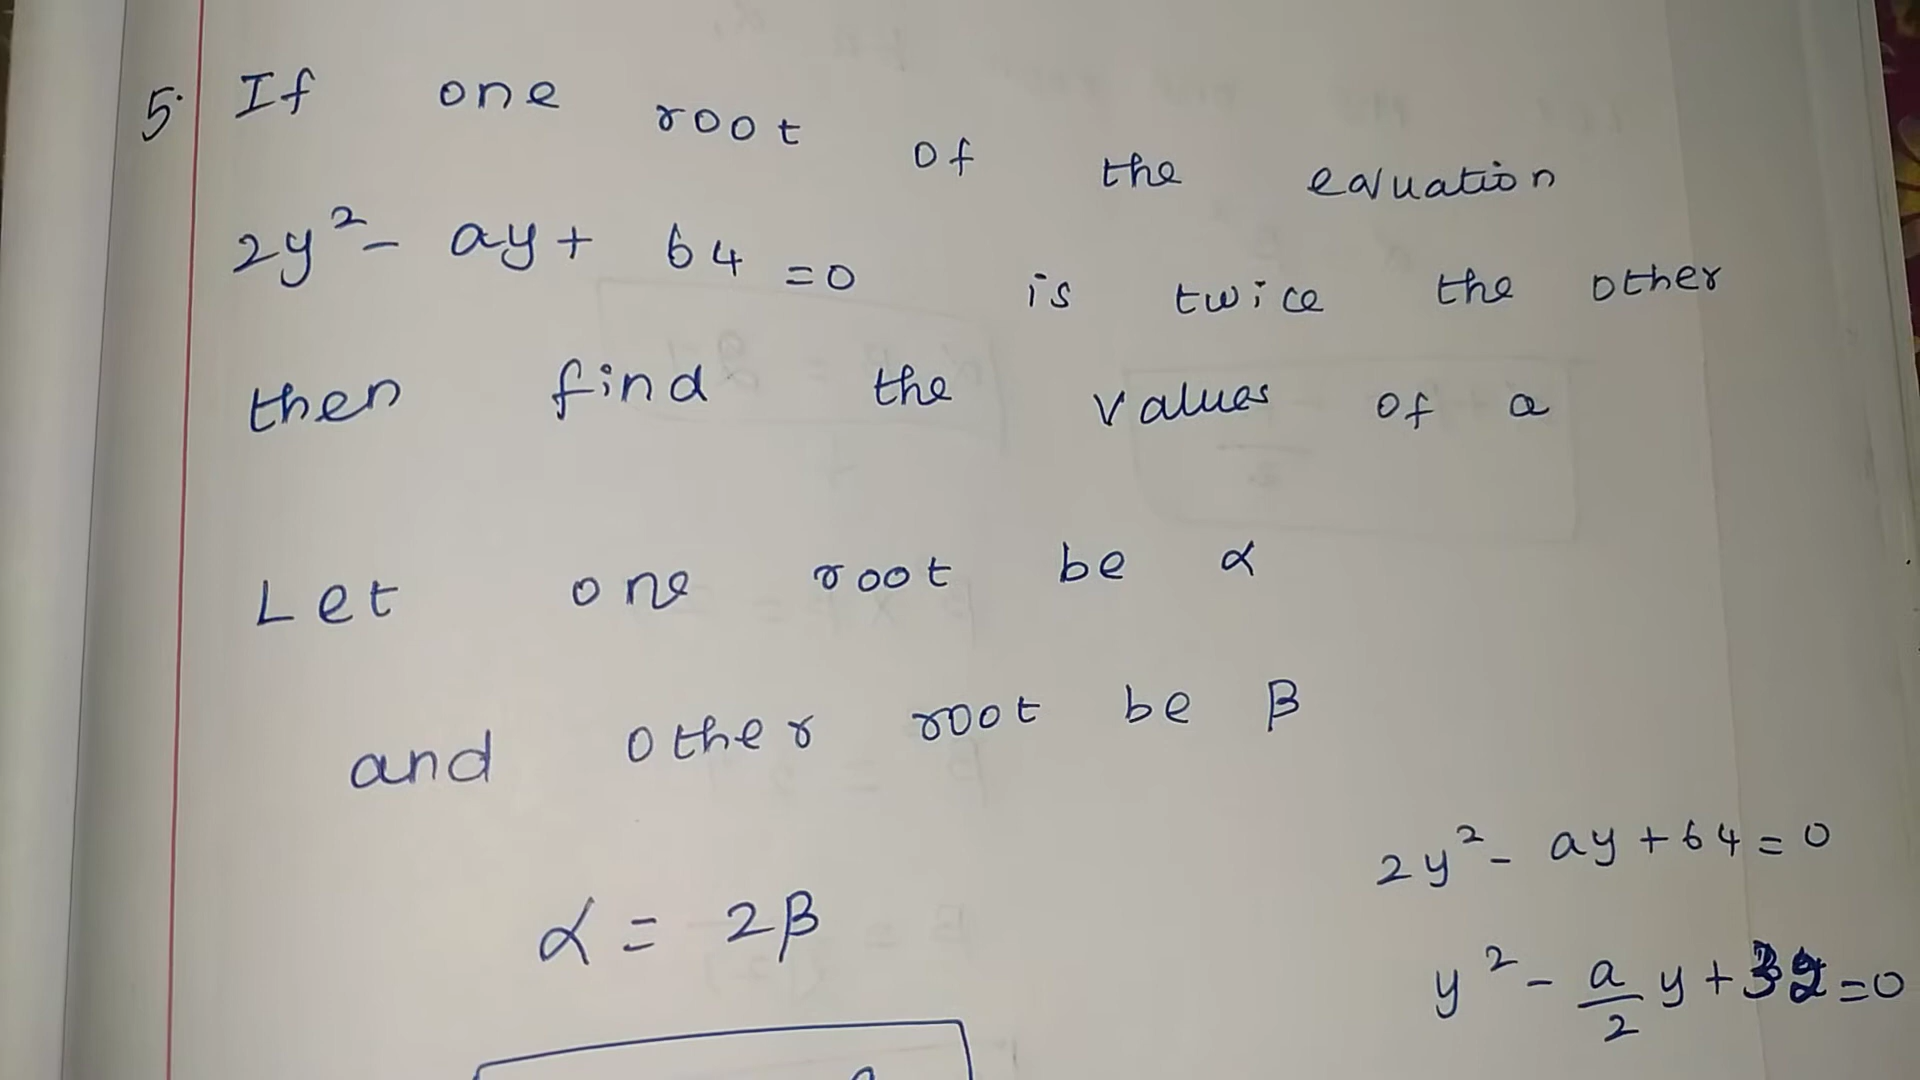 5. If one root of the equation
2y² - ay + 64 = 0 is twice the other
then find the values of a
Let one root be α
and other root be β
α = 2β
2y² - ay + 64 = 0
y² - a/2 y + 32 = 0